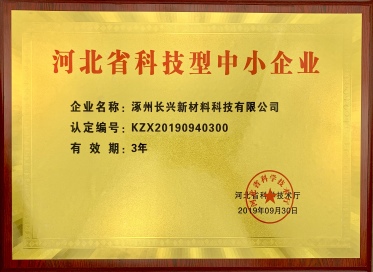 河北省科技型中小企业
企业名称：涿州长兴新材料科技有限公司
认定编号：KZX20190940300
有 效 期：3年
河北省科学技术厅
2019年09月30日